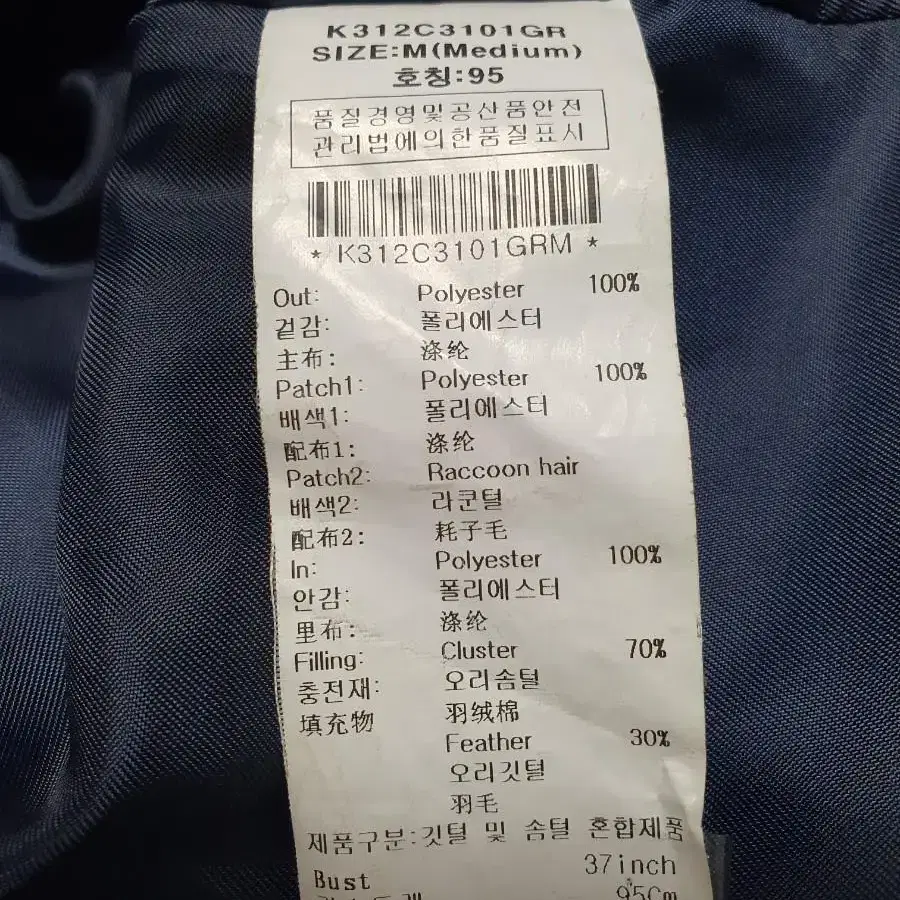 K312C3101GR
SIZE:M(Medium)
호칭:95
품질경영및공산품안전
관리법에의한품질표시
* K312C3101GRM *
Out: Polyester 100%
겉감: 폴리에스터
主布: 涤纶
Patch1: Polyester 100%
배색1: 폴리에스터
配布1: 涤纶
Patch2: Raccoon hair
배색2: 라쿤털
配布2: 耗子毛
In: Polyester 100%
안감: 폴리에스터
里布: 涤纶
Filling: Cluster 70%
충전재: 오리솜털
填充物 羽绒棉
Feather 30%
오리깃털
羽毛
제품구분:깃털 및 솜털 혼합제품
Bust 37inch
95Cm